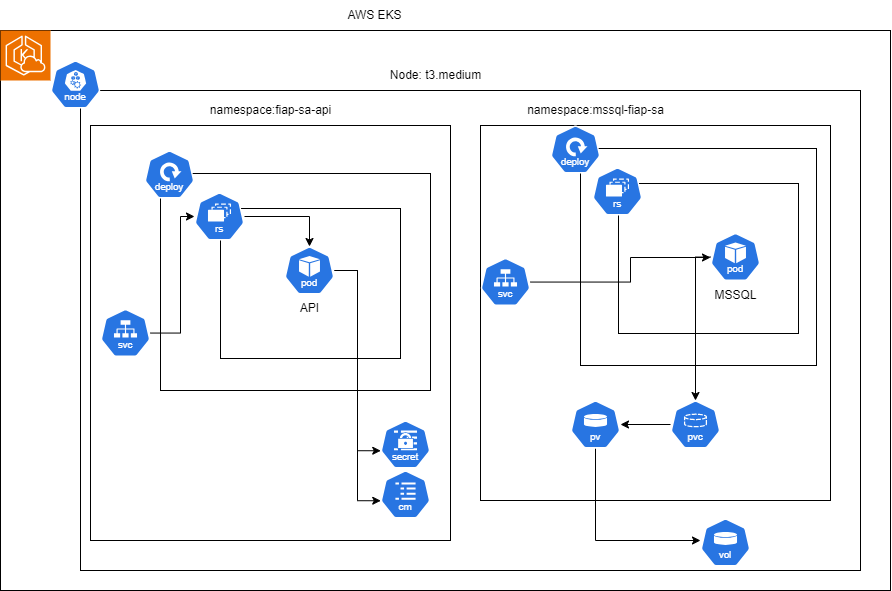 AWS EKS
Node: t3.medium
node
namespace:fiap-sa-api
namespace:mssql-fiap-sa
deploy
rs
pod
API
svc
secret
cm
deploy
rs
svc
pod
MSSQL
pv
pvc
vol